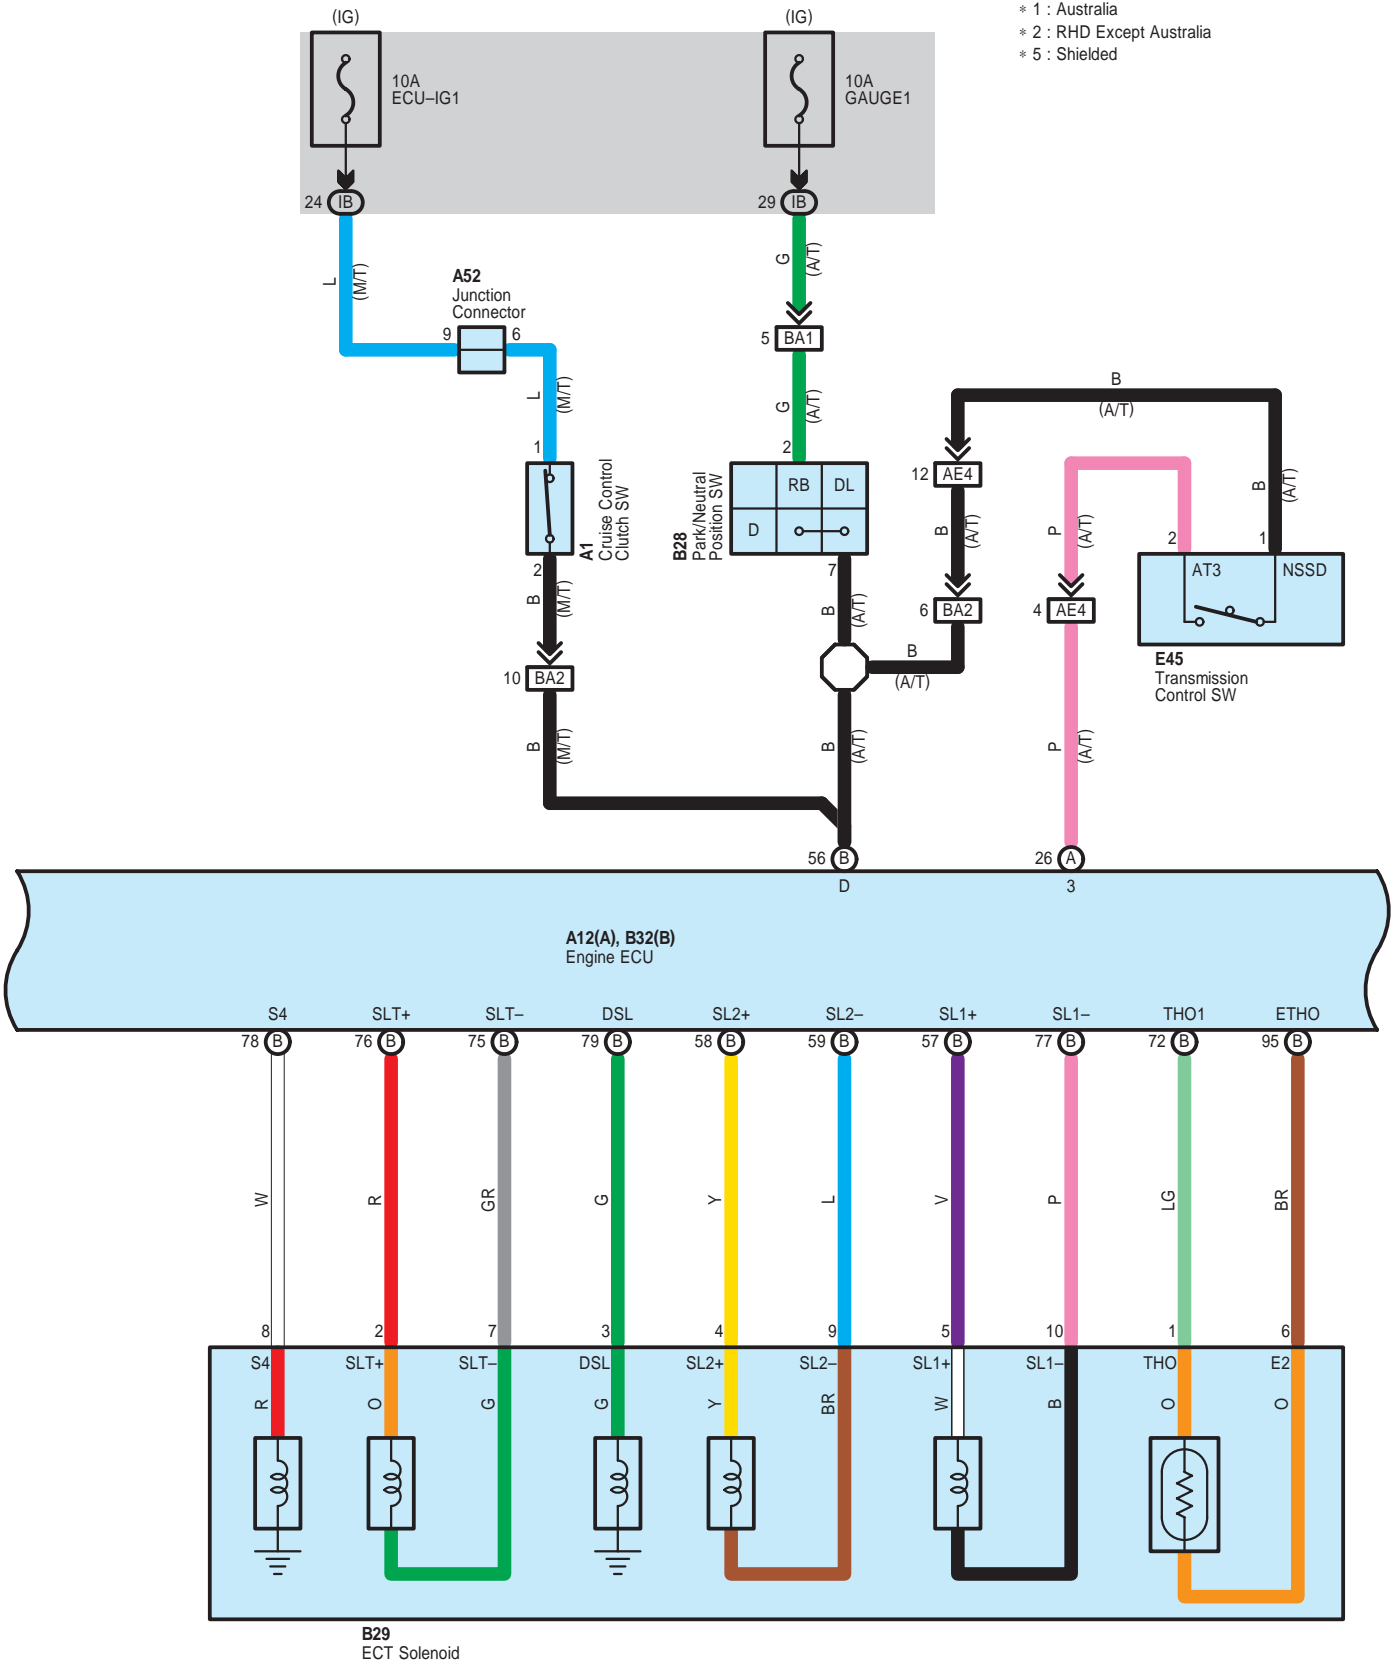 (IG)
(IG)
∗ 1 : Australia
∗ 2 : RHD Except Australia
∗ 5 : Shielded
10A
ECU–IG1
10A
GAUGE1
24 IB
29 IB
L
(M/T)
G
(A/T)
A52
Junction
Connector
9
6
5 BA1
L
(M/T)
G
(A/T)
B
(A/T)
1
2
12 AE4
RB
DL
D
A1
Cruise Control
Clutch SW
B28
Park/Neutral
Position SW
B
(A/T)
P
(A/T)
B
(A/T)
2
1
AT3
NSSD
2
7
B
(M/T)
B
(A/T)
6 BA2
4 AE4
B
(A/T)
E45
Transmission
Control SW
10 BA2
B
(M/T)
B
(A/T)
P
(A/T)
56 B
26 A
D
3
A12(A), B32(B)
Engine ECU
S4
SLT+
SLT–
DSL
SL2+
SL2–
SL1+
SL1–
THO1
ETHO
78 B
76 B
75 B
79 B
58 B
59 B
57 B
77 B
72 B
95 B
W
R
GR
G
Y
L
V
P
LG
BR
8
2
7
3
4
9
5
10
1
6
S4
SLT+
SLT–
DSL
SL2+
SL2–
SL1+
SL1–
THO
E2
R
O
G
G
Y
BR
W
B
O
O
B29
ECT Solenoid